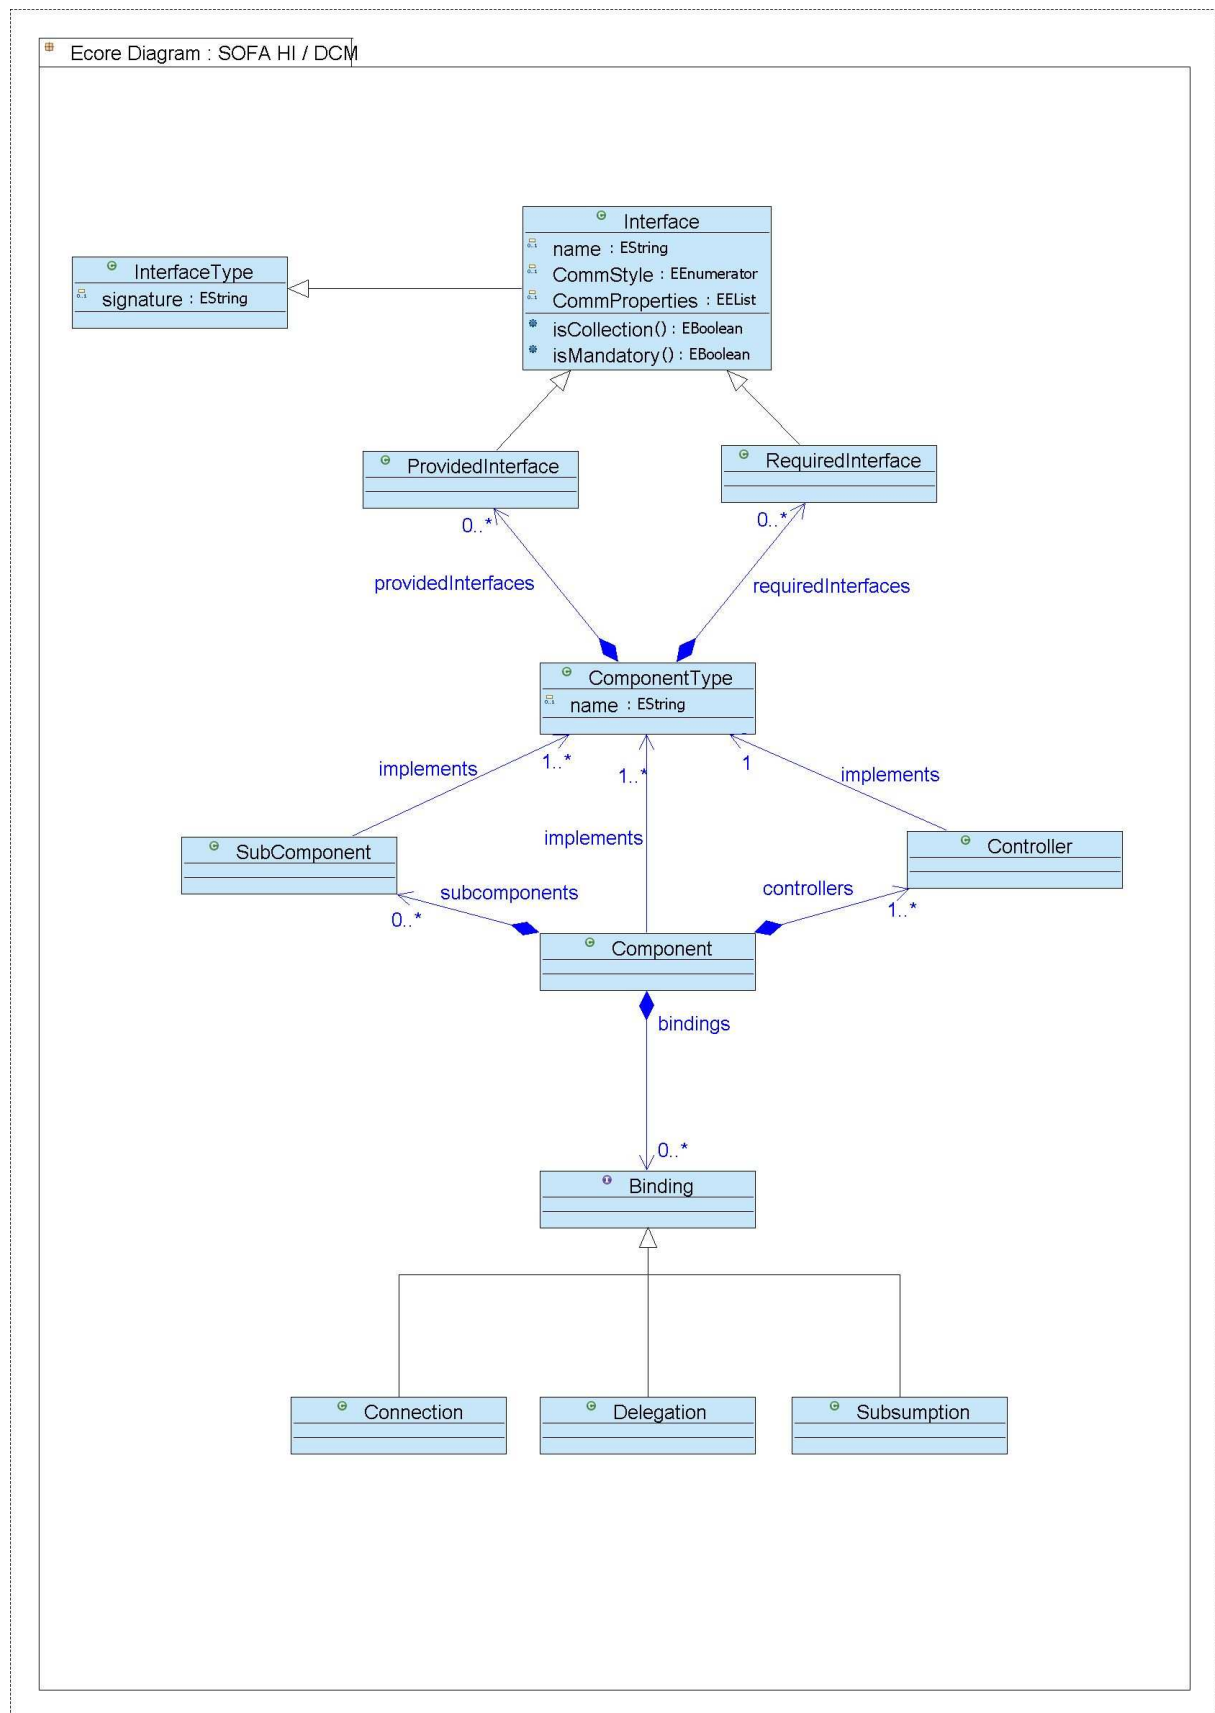 Ecore Diagram : SOFA HI / DCM
Interface
name : EString
CommStyle : EEnumerator
CommProperties : EEList
isCollection() : EBoolean
isMandatory() : EBoolean
InterfaceType
signature : EString
ProvidedInterface
RequiredInterface
0..*
0..*
providedInterfaces
requiredInterfaces
ComponentType
name : EString
implements
1..*
1..*
1
implements
implements
SubComponent
Controller
subcomponents
controllers
0..*
1..*
Component
bindings
0..*
Binding
Connection
Delegation
Subsumption